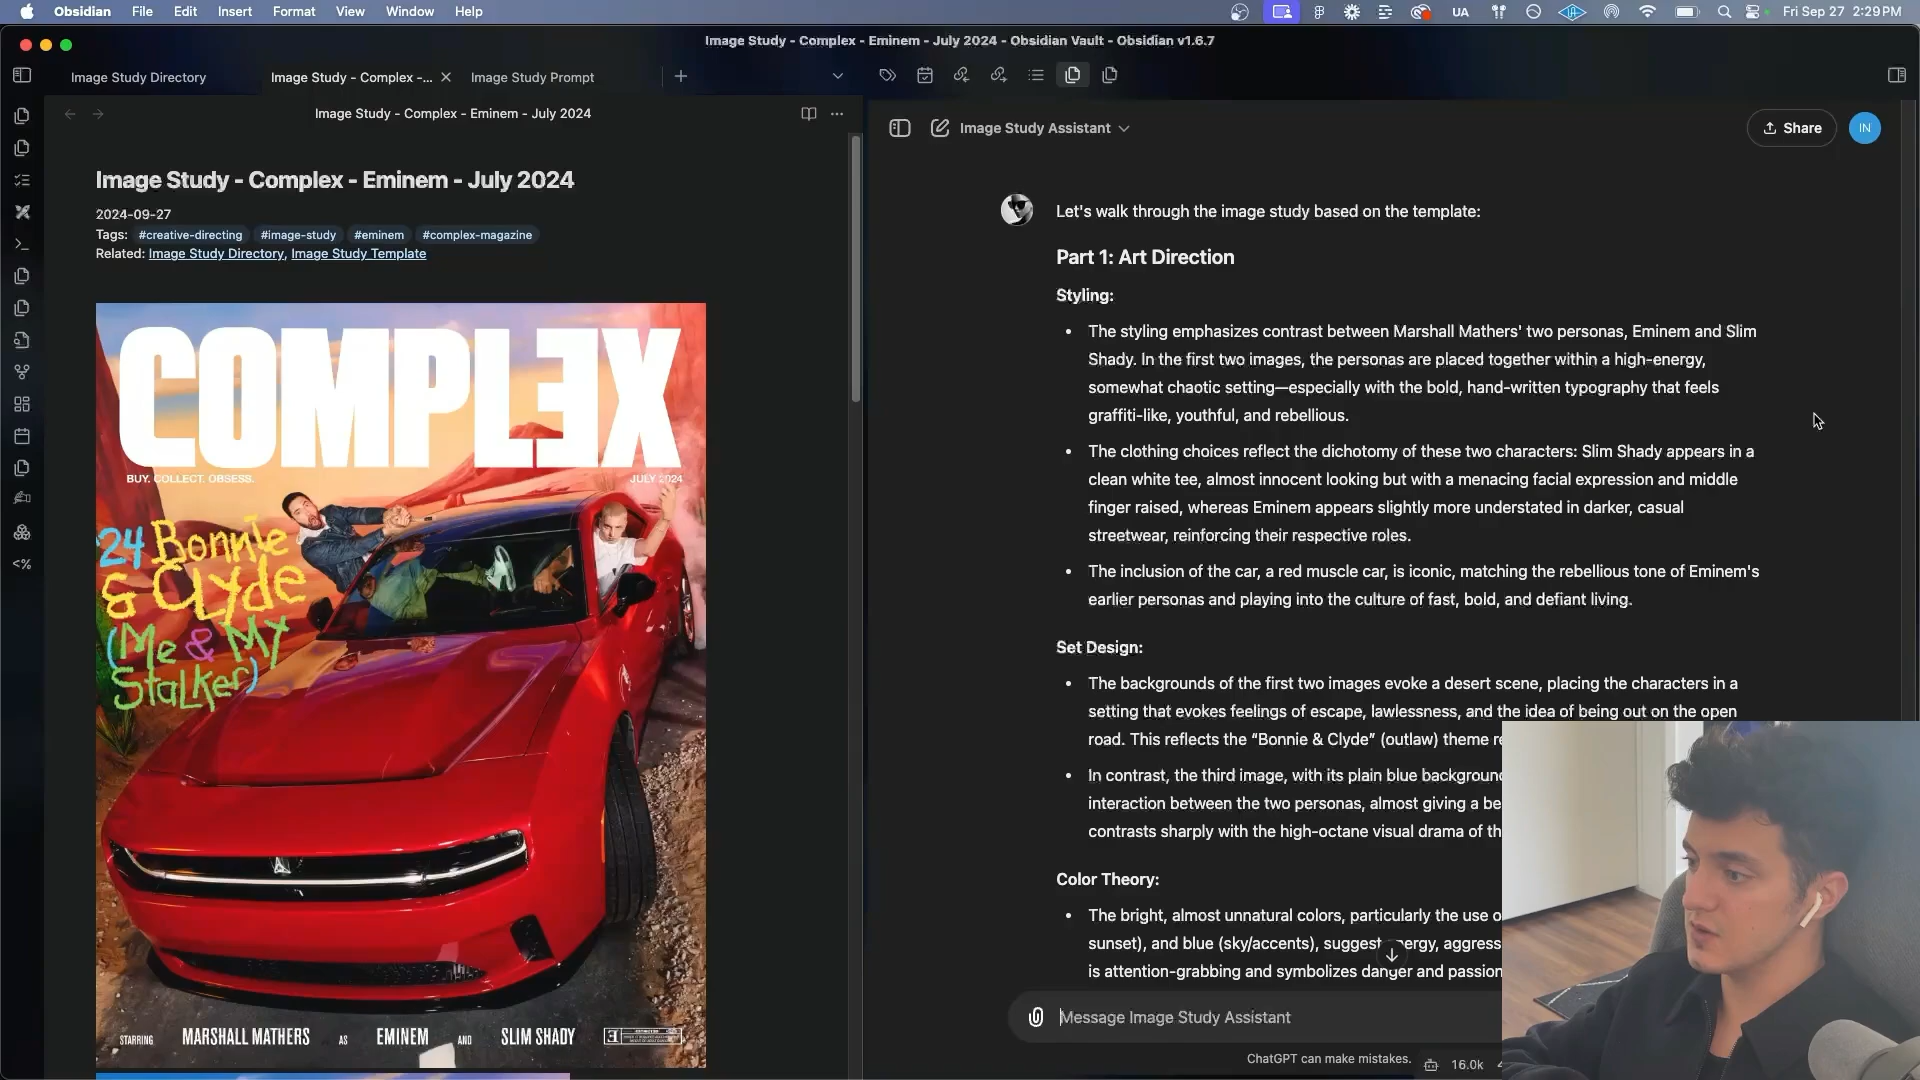 Obsidian File Edit Insert Format View Window Help
UA
Fri Sep 27 2:29PM
Image Study - Complex - Eminem - July 2024 - Obsidian Vault - Obsidian v1.6.7
Image Study Directory
Image Study - Complex -...
Image Study Prompt
Image Study - Complex - Eminem - July 2024
Image Study - Complex - Eminem - July 2024
2024-09-27
Tags: #creative-directing #image-study #eminem #complex-magazine
Related: Image Study Directory, Image Study Template
COMPLEX
BUY. COLLECT. OBSESS.
JULY 2024
24 Bonnie
& Clyde
(Me & My
Stalker)
STARRING MARSHALL MATHERS AS EMINEM AND SLIM SHADY
Image Study Assistant
Share
IN
Let's walk through the image study based on the template:
Part 1: Art Direction
Styling:
• The styling emphasizes contrast between Marshall Mathers' two personas, Eminem and Slim
Shady. In the first two images, the personas are placed together within a high-energy,
somewhat chaotic setting—especially with the bold, hand-written typography that feels
graffiti-like, youthful, and rebellious.
• The clothing choices reflect the dichotomy of these two characters: Slim Shady appears in a
clean white tee, almost innocent looking but with a menacing facial expression and middle
finger raised, whereas Eminem appears slightly more understated in darker, casual
streetwear, reinforcing their respective roles.
• The inclusion of the car, a red muscle car, is iconic, matching the rebellious tone of Eminem's
earlier personas and playing into the culture of fast, bold, and defiant living.
Set Design:
• The backgrounds of the first two images evoke a desert scene, placing the characters in a
setting that evokes feelings of escape, lawlessness, and the idea of being out on the open
road. This reflects the “Bonnie & Clyde” (outlaw) theme re
• In contrast, the third image, with its plain blue background
interaction between the two personas, almost giving a be
contrasts sharply with the high-octane visual drama of th
Color Theory:
• The bright, almost unnatural colors, particularly the use o
sunset), and blue (sky/accents), suggest energy, aggress
is attention-grabbing and symbolizes danger and passion
Message Image Study Assistant
ChatGPT can make mistakes.
16.0k